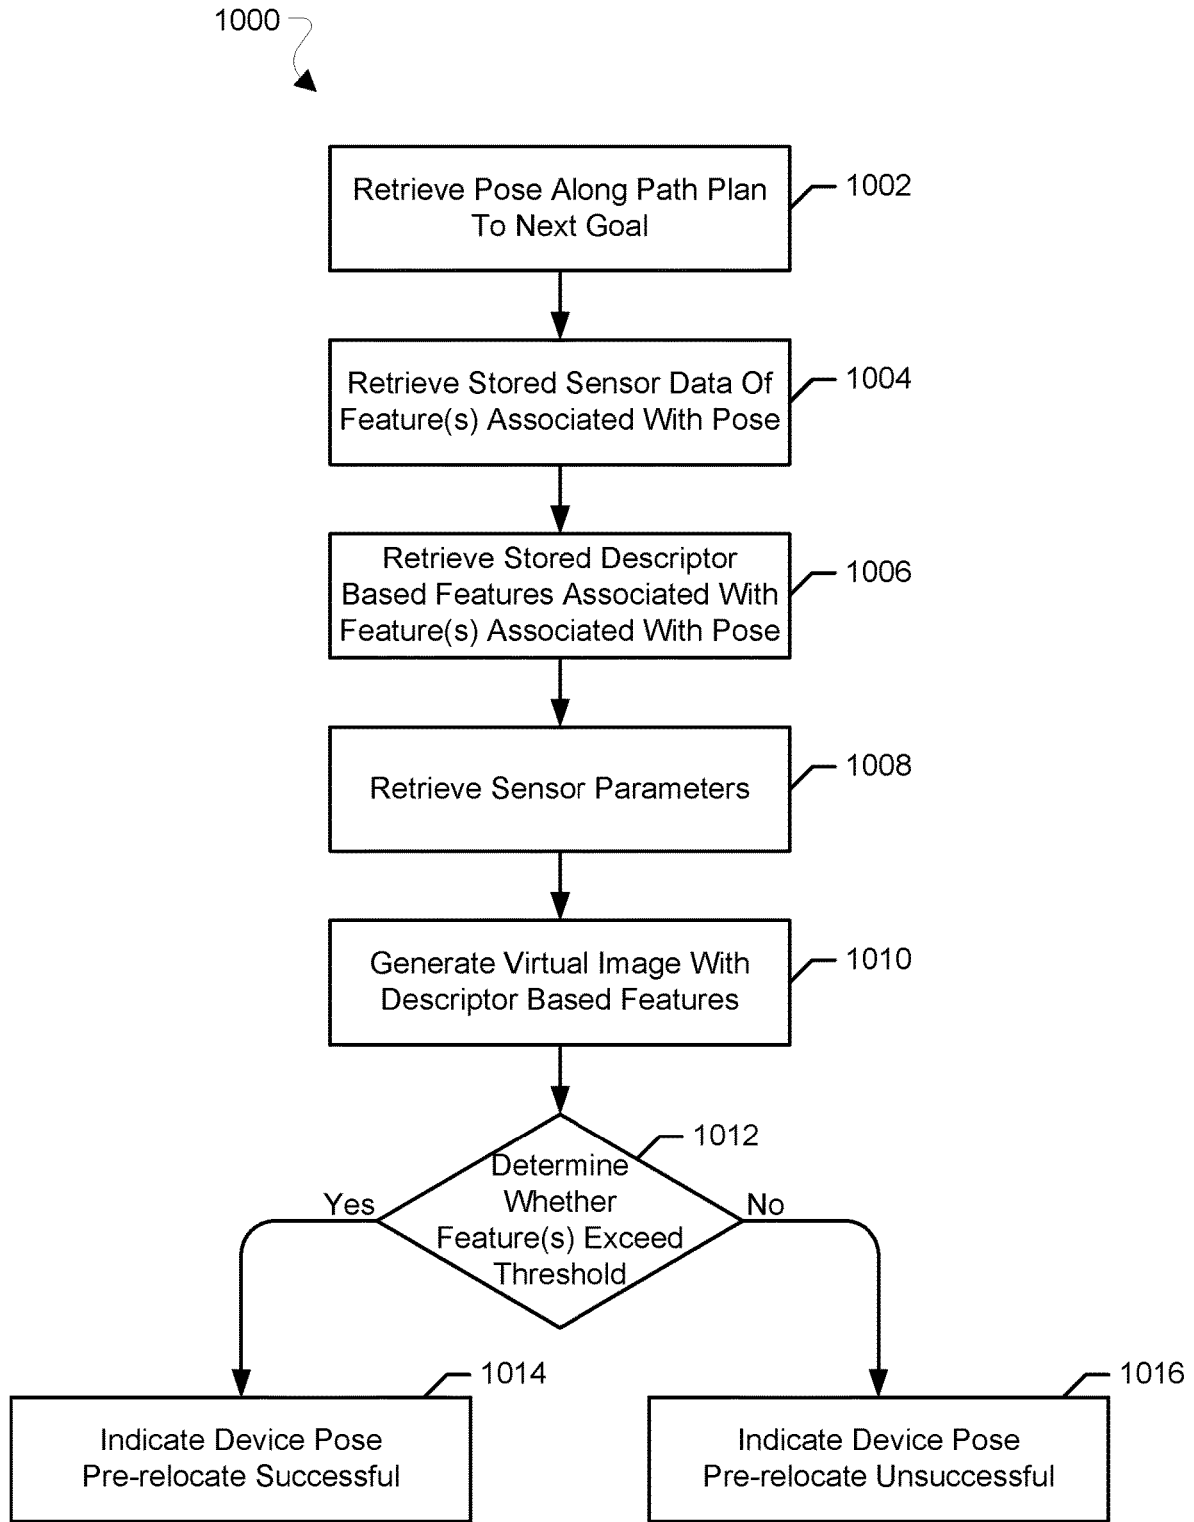 1000
Retrieve Pose Along Path Plan
To Next Goal
1002
Retrieve Stored Sensor Data Of
Feature(s) Associated With Pose
1004
Retrieve Stored Descriptor
Based Features Associated With
Feature(s) Associated With Pose
1006
Retrieve Sensor Parameters
1008
Generate Virtual Image With
Descriptor Based Features
1010
Determine
Whether
Feature(s) Exceed
Threshold
1012
Yes
No
Indicate Device Pose
Pre-relocate Successful
1014
Indicate Device Pose
Pre-relocate Unsuccessful
1016